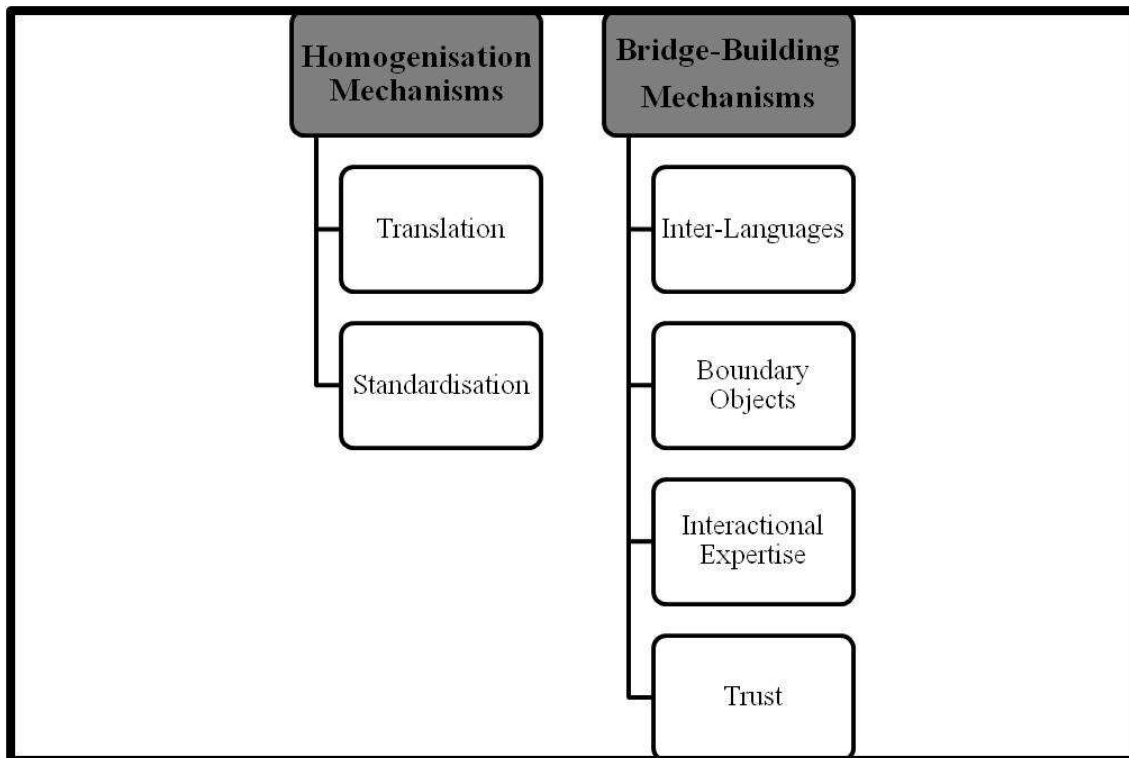 Homogenisation
Mechanisms
Translation
Standardisation
Bridge-Building
Mechanisms
Inter-Languages
Boundary
Objects
Interactional
Expertise
Trust